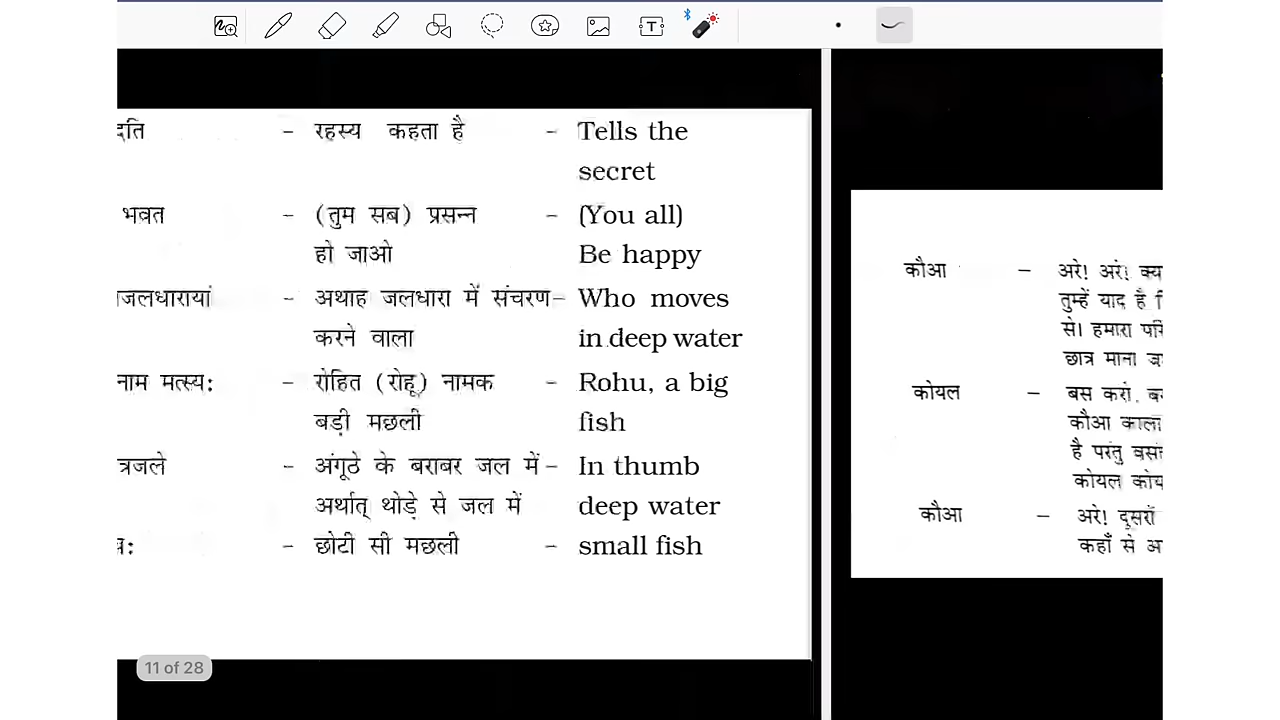 दति – रहस्य कहता है – Tells the
secret
भवत – (तुम सब) प्रसन्न – (You all)
हो जाओ Be happy
जलधारायां – अथाह जलधारा में संचरण – Who moves
करने वाला in deep water
नाम मत्स्य: – रोहित (रोहू) नामक – Rohu, a big
बड़ी मछली fish
त्रजले – अंगूठे के बराबर जल में – In thumb
अर्थात् थोड़े से जल में deep water
– छोटी सी मछली – small fish
11 of 28
कौआ – अरे! अरे! क्य
तुम्हें याद है
से। हमारा परि
छात्र माना
कोयल – बस करो.
कौआ काला
है परंतु वसं
कोयल कोय
कौआ – अरे! दूसरों
कहाँ से अ